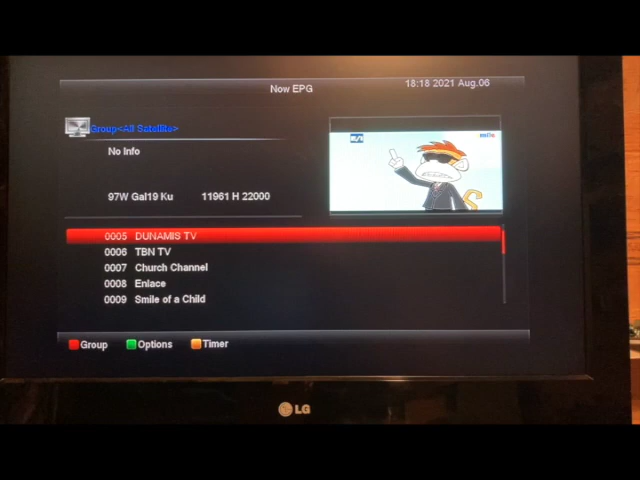 Now EPG
18:18 2021 Aug.06
Group<All Satellite>
No Info
97W Gal19 Ku 11961 H 22000
0005 DUNAMIS TV
0006 TBN TV
0007 Church Channel
0008 Enlace
0009 Smile of a Child
Group Options Timer
LG